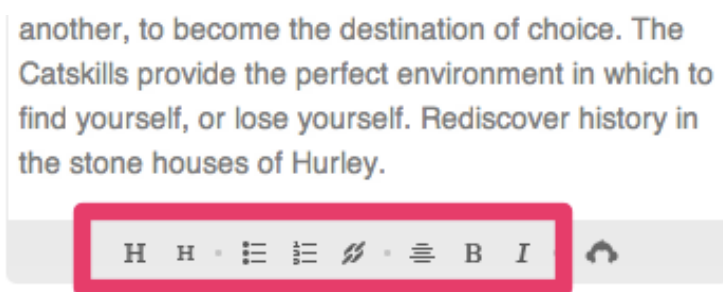 another, to become the destination of choice. The
Catskills provide the perfect environment in which to
find yourself, or lose yourself. Rediscover history in
the stone houses of Hurley.
H H B I